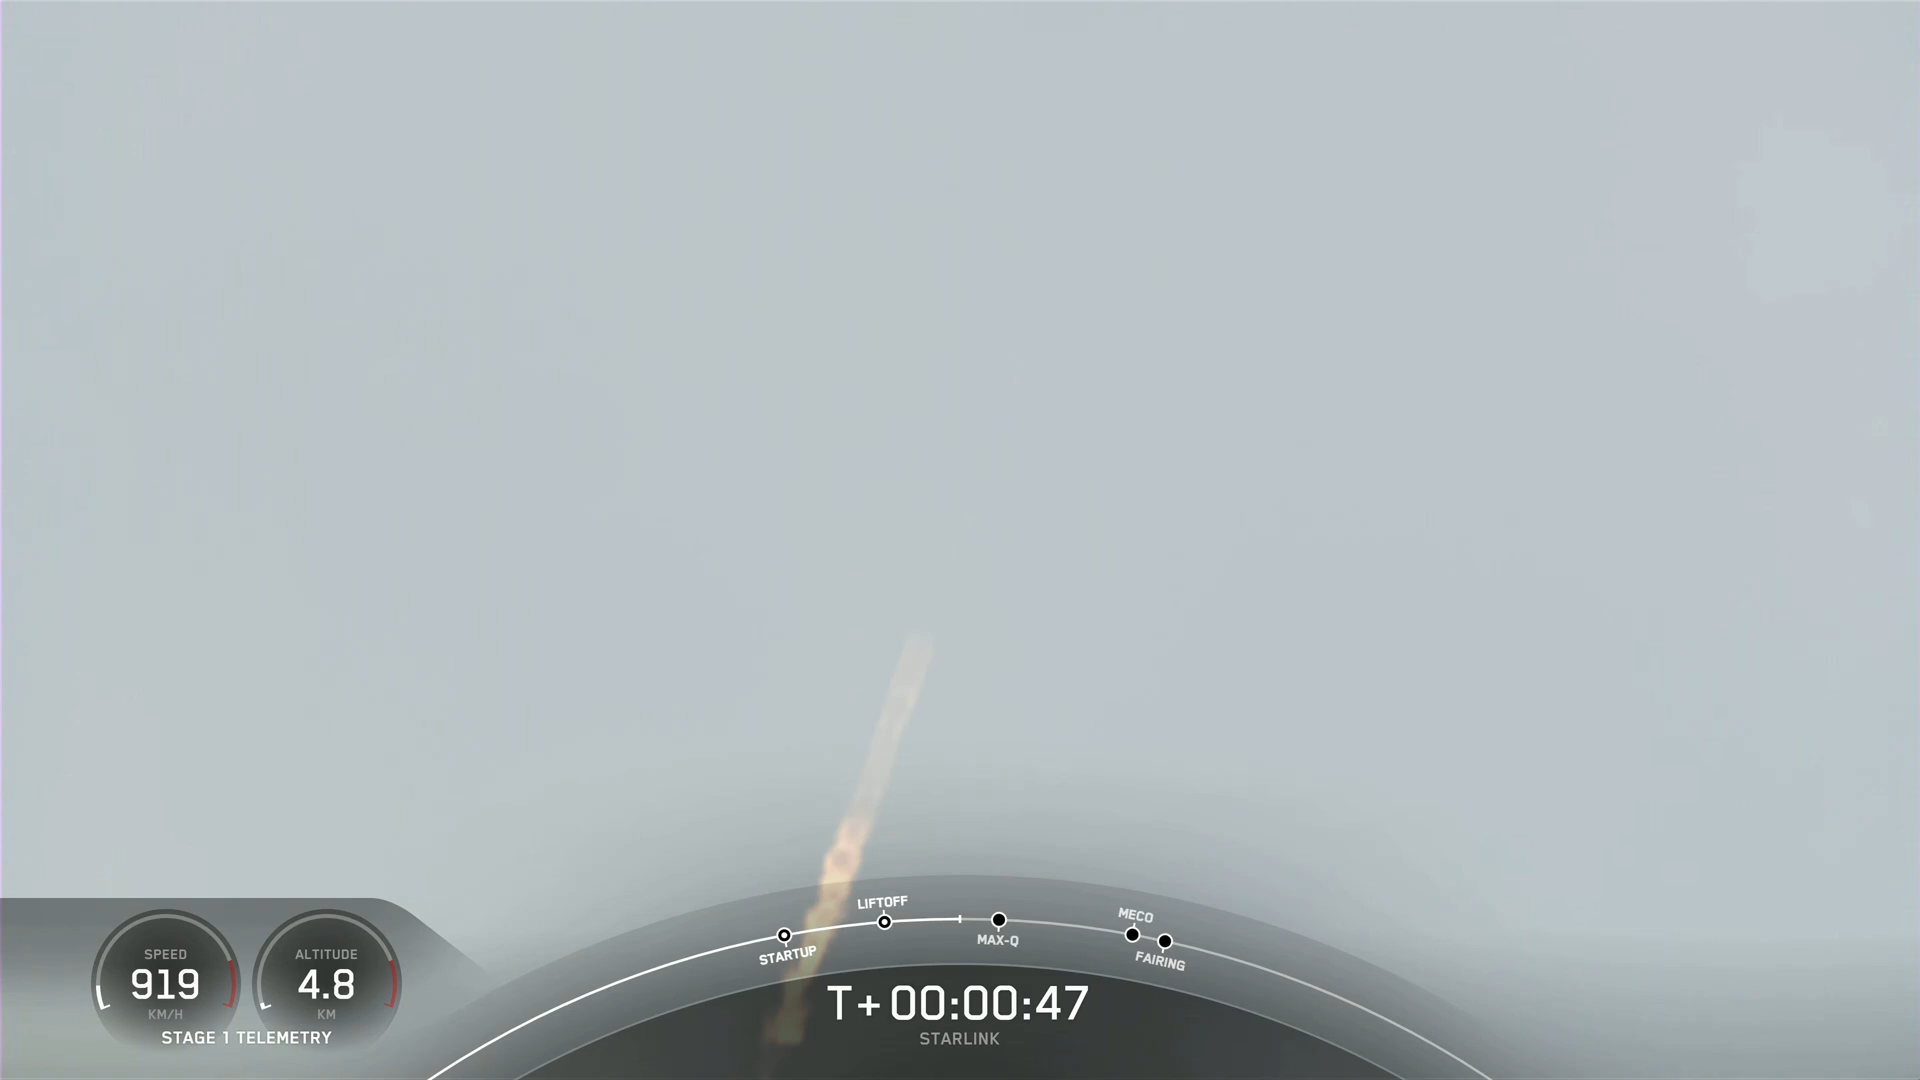 LIFTOFF
MECO
STARTUP
MAX-Q
FAIRING
SPEED
919
KM/H
ALTITUDE
4.8
KM
STAGE 1 TELEMETRY
T+00:00:47
STARLINK